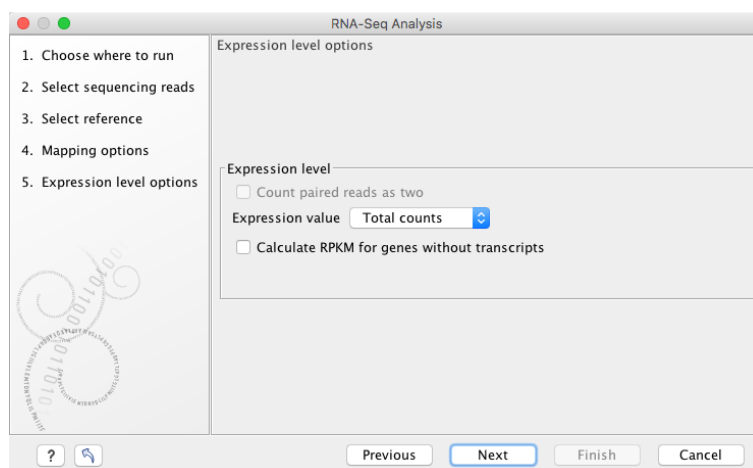 RNA-Seq Analysis
1. Choose where to run
2. Select sequencing reads
3. Select reference
4. Mapping options
5. Expression level options
Expression level options
Expression level
Count paired reads as two
Expression value Total counts
Calculate RPKM for genes without transcripts
? Previous Next Finish Cancel